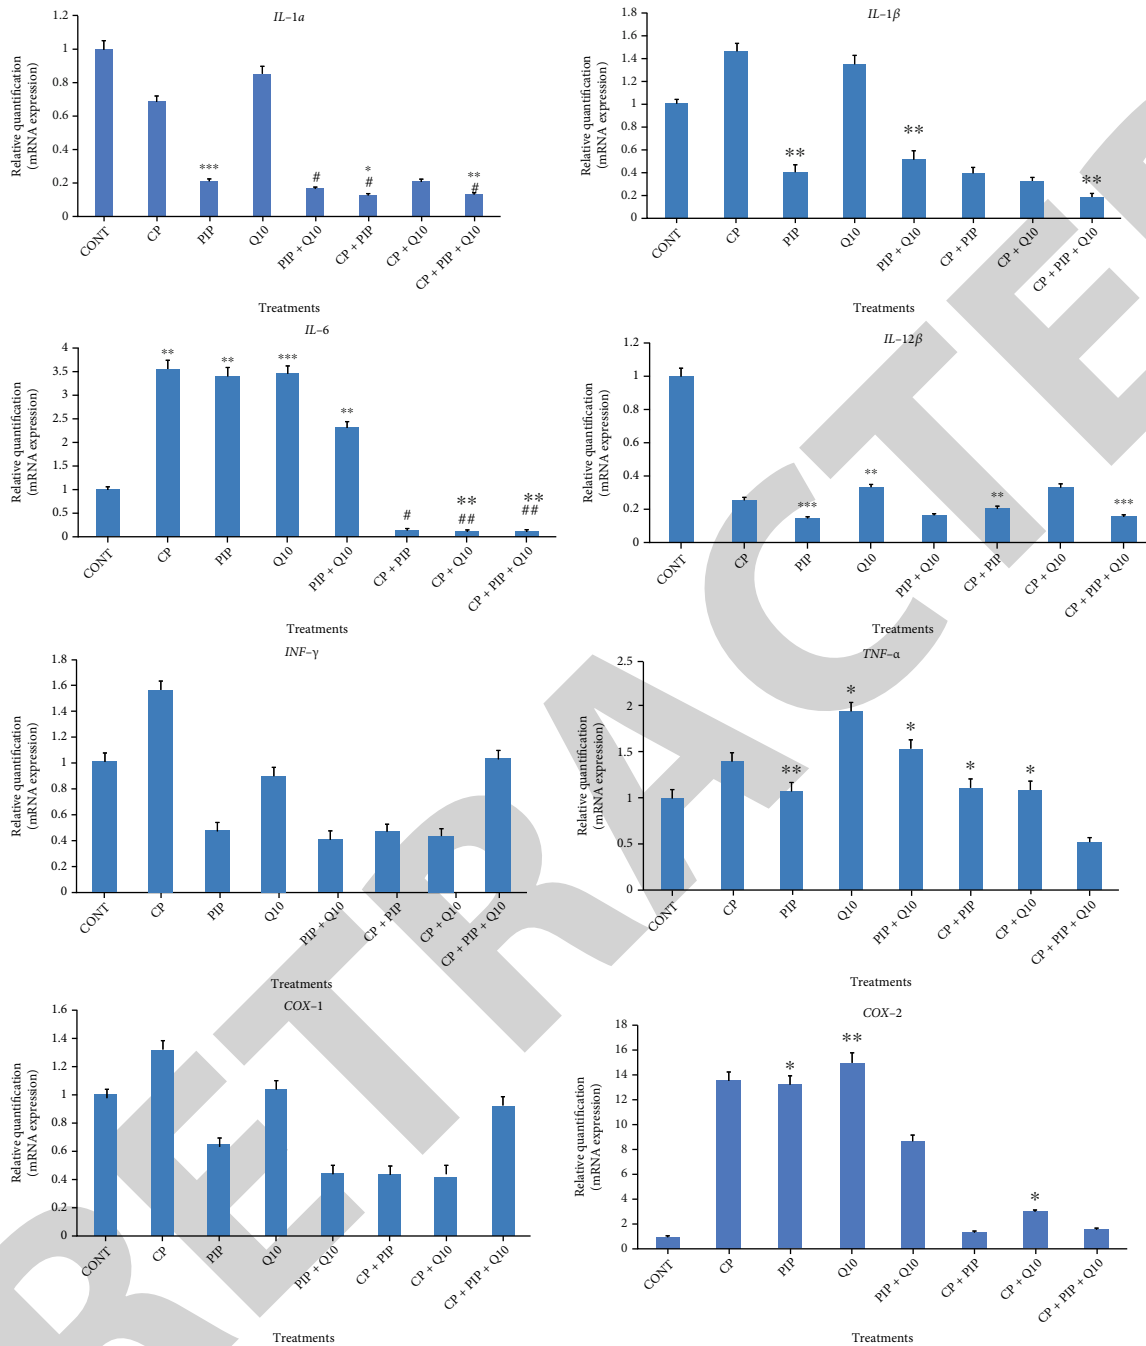 IL–1a
Relative quantification
(mRNA expression)
1.2
1
0.8
0.6
0.4
0.2
0
***
#
*
#
**
#
CONT
CP
PIP
Q10
PIP + Q10
CP + PIP
CP + Q10
CP + PIP + Q10
Treatments
IL–1β
Relative quantification
(mRNA expression)
1.8
1.6
1.4
1.2
1
0.8
0.6
0.4
0.2
0
**
**
**
CONT
CP
PIP
Q10
PIP + Q10
CP + PIP
CP + Q10
CP + PIP + Q10
Treatments
IL–6
Relative quantification
(mRNA expression)
4
3.5
3
2.5
2
1.5
1
0.5
0
**
**
***
**
#
**
##
**
##
CONT
CP
PIP
Q10
PIP + Q10
CP + PIP
CP + Q10
CP + PIP + Q10
Treatments
IL–12β
Relative quantification
(mRNA expression)
1.2
1
0.8
0.6
0.4
0.2
0
***
**
**
***
CONT
CP
PIP
Q10
PIP + Q10
CP + PIP
CP + Q10
CP + PIP + Q10
Treatments
INF–γ
Relative quantification
(mRNA expression)
1.8
1.6
1.4
1.2
1
0.8
0.6
0.4
0.2
0
CONT
CP
PIP
Q10
PIP + Q10
CP + PIP
CP + Q10
CP + PIP + Q10
Treatments
TNF–α
Relative quantification
(mRNA expression)
2.5
2
1.5
1
0.5
0
**
*
*
*
*
CONT
CP
PIP
Q10
PIP + Q10
CP + PIP
CP + Q10
CP + PIP + Q10
Treatments
COX–1
Relative quantification
(mRNA expression)
1.6
1.4
1.2
1
0.8
0.6
0.4
0.2
0
CONT
CP
PIP
Q10
PIP + Q10
CP + PIP
CP + Q10
CP + PIP + Q10
Treatments
COX–2
Relative quantification
(mRNA expression)
18
16
14
12
10
8
6
4
2
0
*
**
*
CONT
CP
PIP
Q10
PIP + Q10
CP + PIP
CP + Q10
CP + PIP + Q10
Treatments
RETRACTE